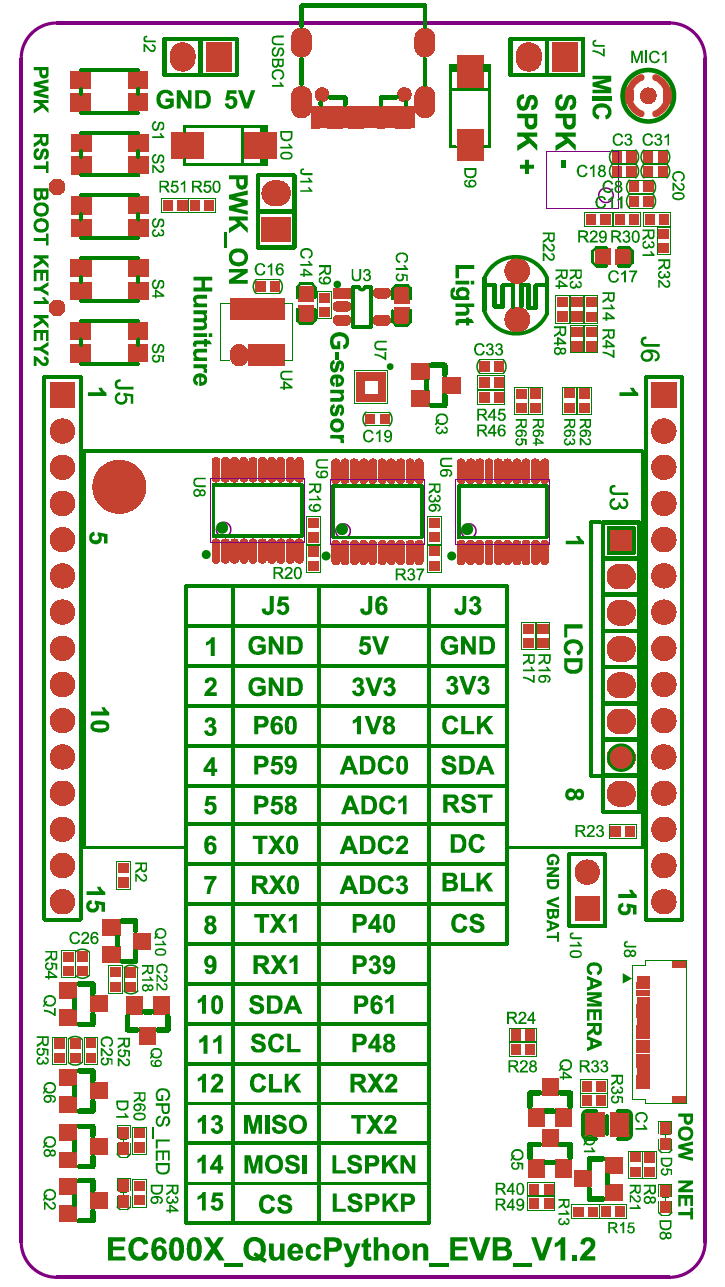 J2
USBC1
J7
MIC1
MIC
GND 5V
SPK +
SPK -
D9
PWK
RST
BOOT
KEY1
KEY2
S1
S2
S3
S4
S5
D10
J11
R51 R50
PWK_ON
C3 C31
C18
C8
C11
C20
R29 R30
R31
R32
C17
R22
R4
R3
R14
R48
R47
Light
C16
C14
R9
U3
C15
Humiture
U4
G-sensor
U7
C19
Q3
C33
R45
R46
R65
R64
R63
R62
J5
J6
1
1
U8
U9
U6
R19
R36
R20
R37
J3
1
5
10
15
LCD
8
R17
R16
R23
15
J5 J6 J3
1 GND 5V GND
2 GND 3V3 3V3
3 P60 1V8 CLK
4 P59 ADC0 SDA
5 P58 ADC1 RST
6 TX0 ADC2 DC
7 RX0 ADC3 BLK
8 TX1 P40 CS
9 RX1 P39
10 SDA P61
11 SCL P48
12 CLK RX2
13 MISO TX2
14 MOSI LSPKN
15 CS LSPKP
R2
C26
Q10
R54
R18
C22
Q7
Q9
R53
C25
R52
Q6
Q8
Q2
D1
R60
GPS_LED
D6
R34
GND VBAT
J10
J8
CAMERA
R24
R28
Q4
R33
R35
Q1
C1
Q5
R40
R49
R13
R15
R21
R8
POW
NET
D5
D8
EC600X_QuecPython_EVB_V1.2